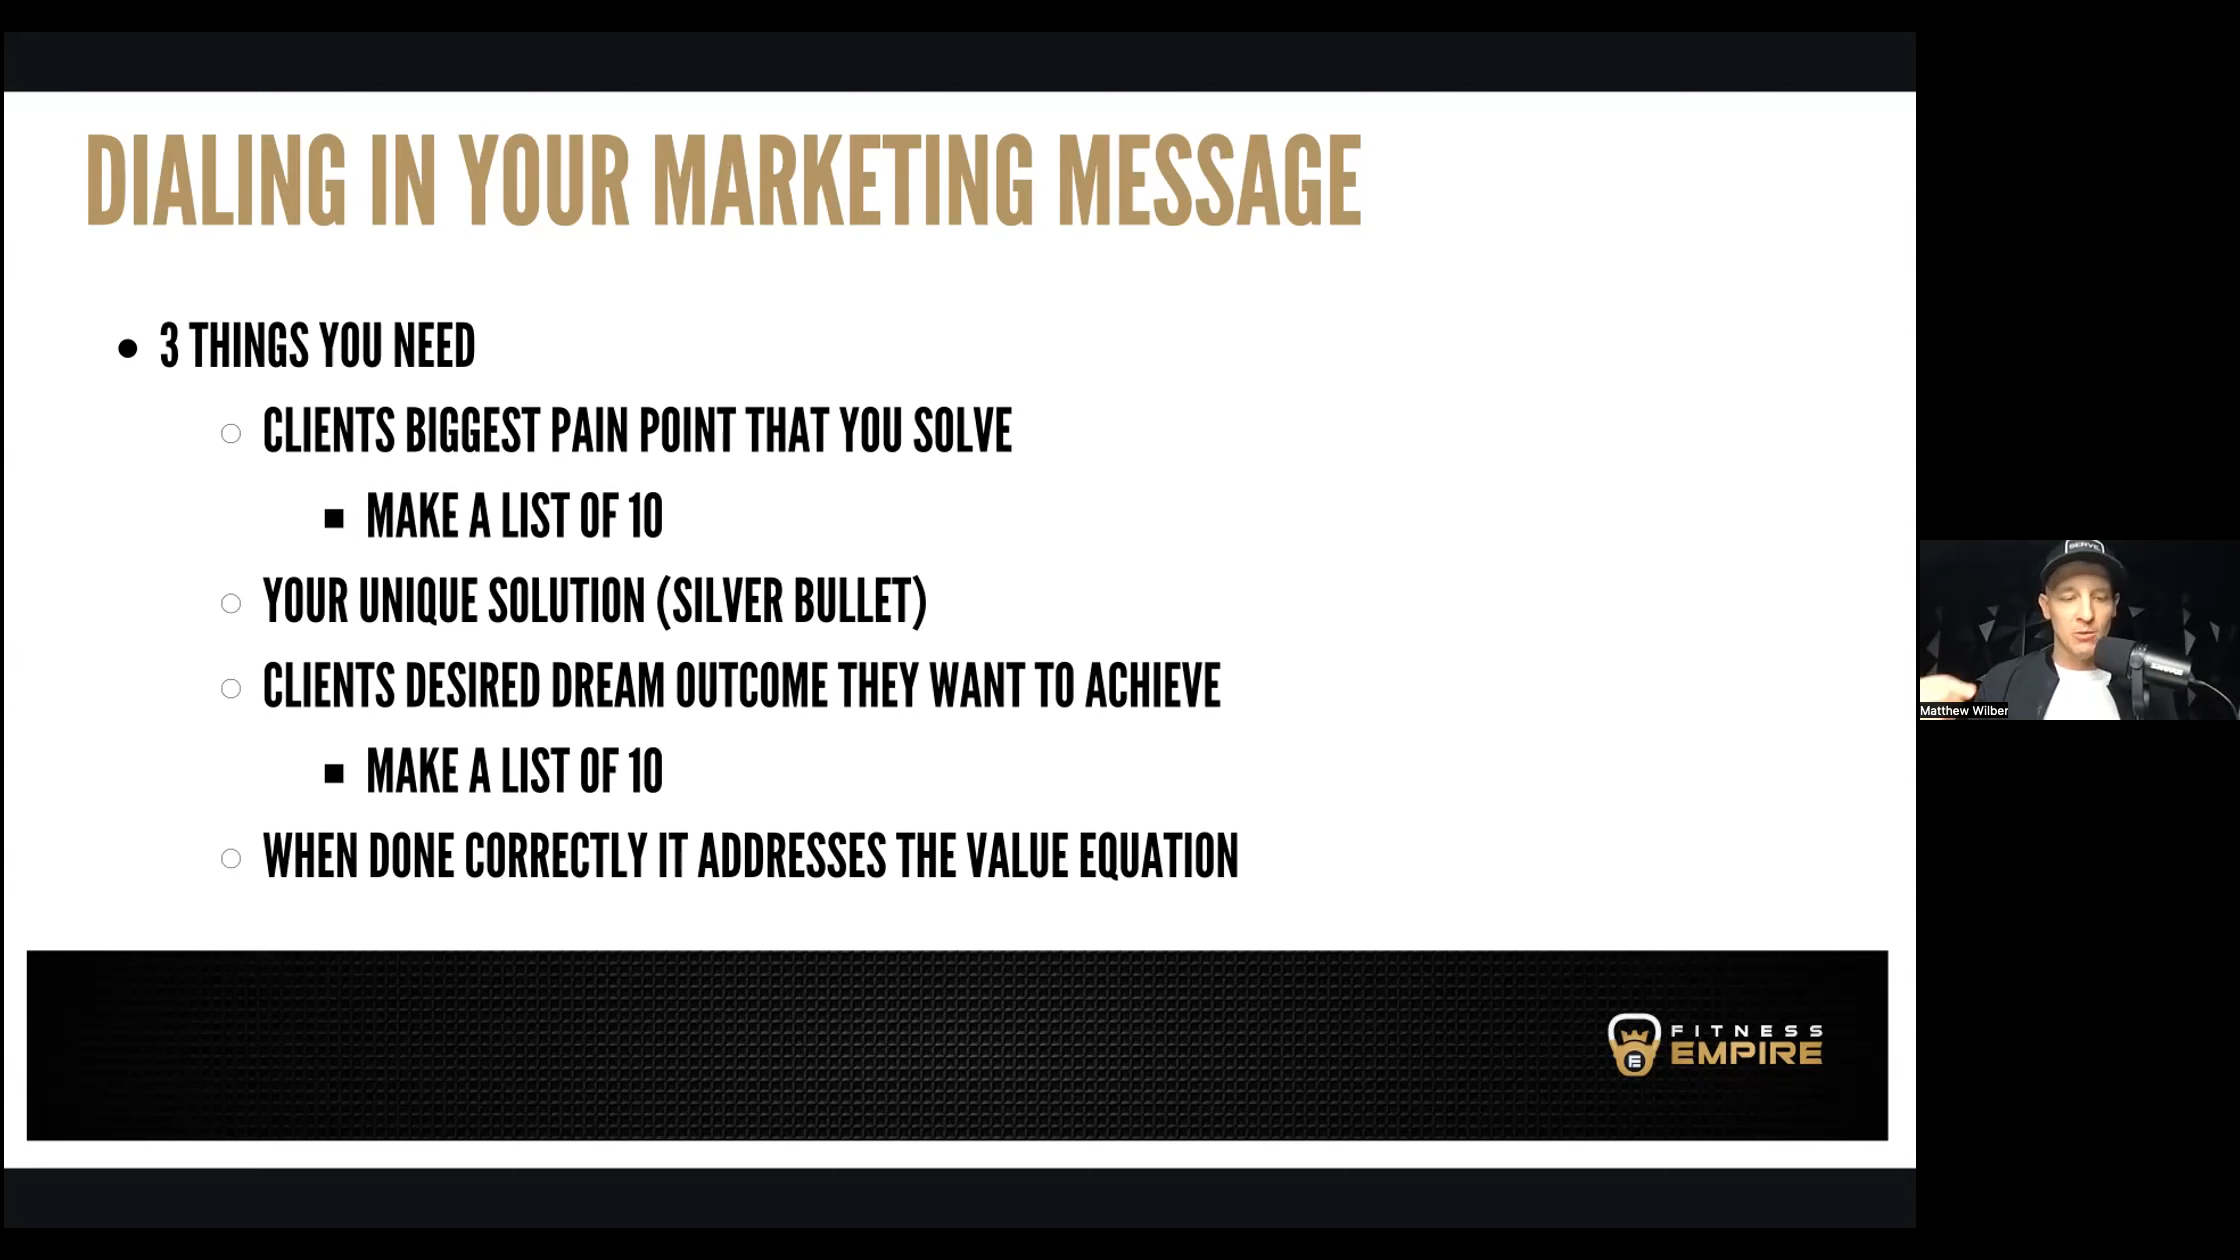 DIALING IN YOUR MARKETING MESSAGE
3 THINGS YOU NEED
CLIENTS BIGGEST PAIN POINT THAT YOU SOLVE
MAKE A LIST OF 10
YOUR UNIQUE SOLUTION (SILVER BULLET)
CLIENTS DESIRED DREAM OUTCOME THEY WANT TO ACHIEVE
MAKE A LIST OF 10
WHEN DONE CORRECTLY IT ADDRESSES THE VALUE EQUATION
E
FITNESS
EMPIRE
SERVE
SHURE
Matthew Wilber